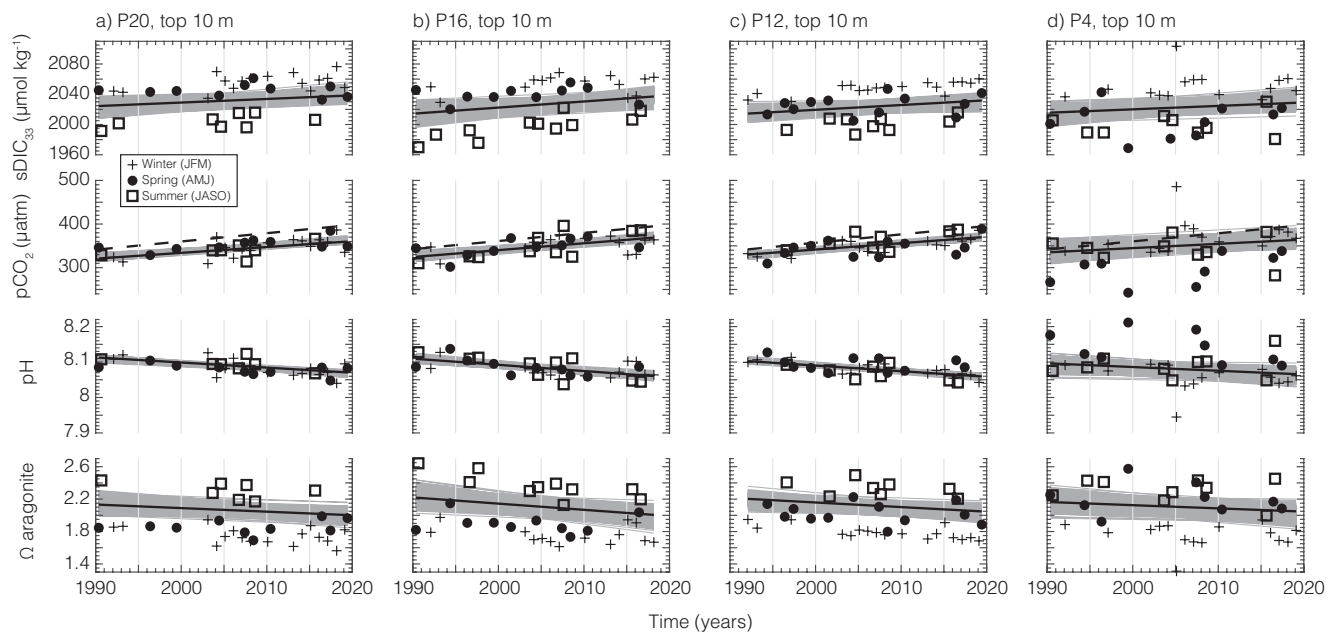 a) P20, top 10 m
b) P16, top 10 m
c) P12, top 10 m
d) P4, top 10 m
sDIC33 (µmol kg-1)
2080
2040
2000
1960
Winter (JFM)
Spring (AMJ)
Summer (JASO)
pCO2 (µatm)
500
400
300
pH
8.2
8.1
8
7.9
Ω aragonite
2.6
2.2
1.8
1.4
1990 2000 2010 2020
1990 2000 2010 2020
1990 2000 2010 2020
1990 2000 2010 2020
Time (years)